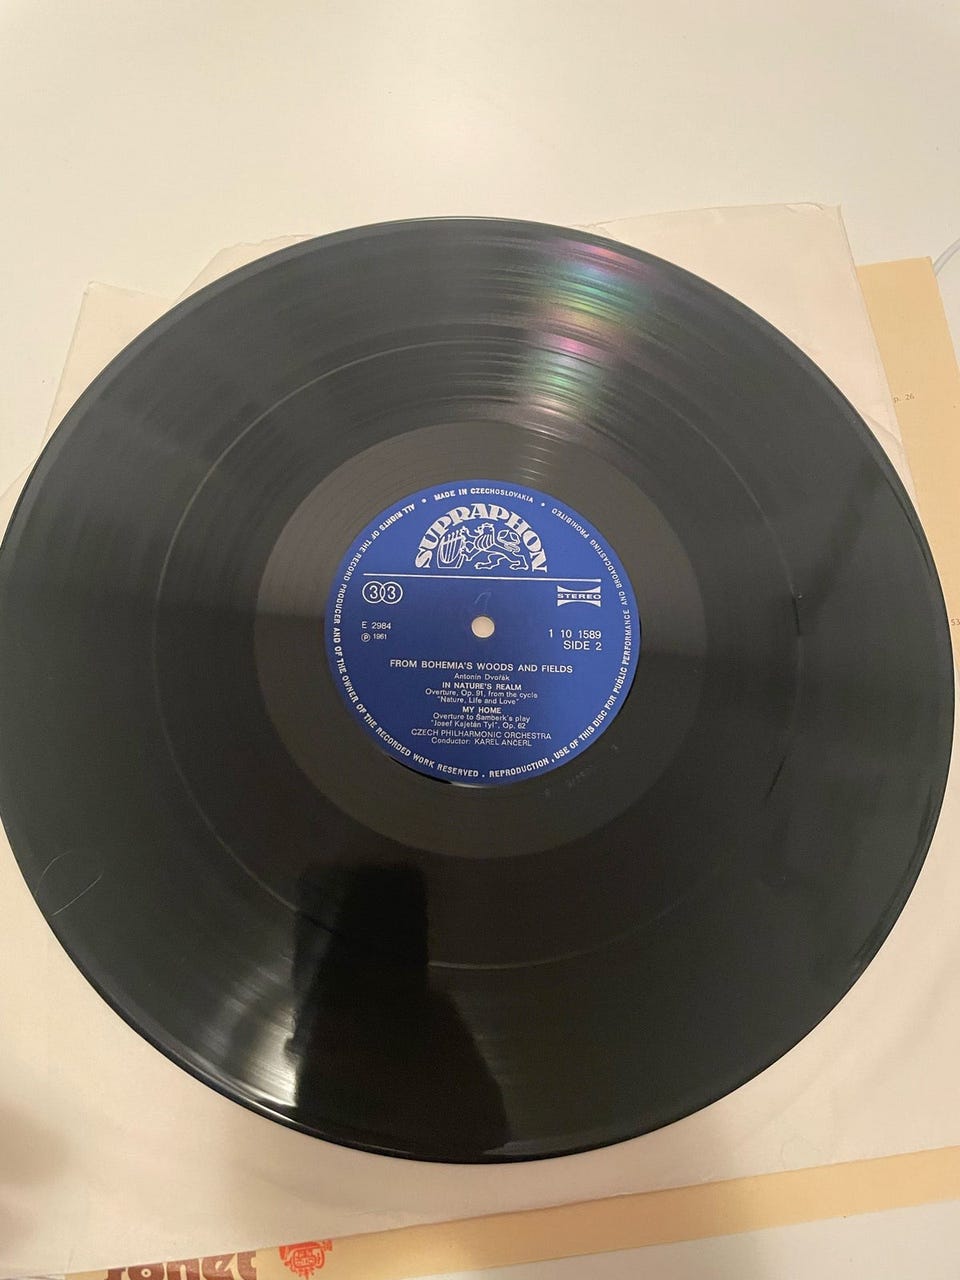 MADE IN CZECHOSLOVAKIA • ALL RIGHTS OF THE RECORD PRODUCER AND OF THE OWNER OF THE RECORDED WORK RESERVED . REPRODUCTION , USE OF THIS DISC FOR PUBLIC PERFORMANCE AND BROADCASTING PROHIBITED •
SUPRAPHON
33
STEREO
E 2984
℗ 1961
1 10 1589
SIDE 2
FROM BOHEMIA'S WOODS AND FIELDS
Antonín Dvořák
IN NATURE'S REALM
Overture, Op. 91, from the cycle
"Nature, Life and Love"
MY HOME
Overture to Šamberk's play
"Josef Kajetán Tyl", Op. 62
CZECH PHILHARMONIC ORCHESTRA
Conductor: KAREL ANČERL
p. 26
53